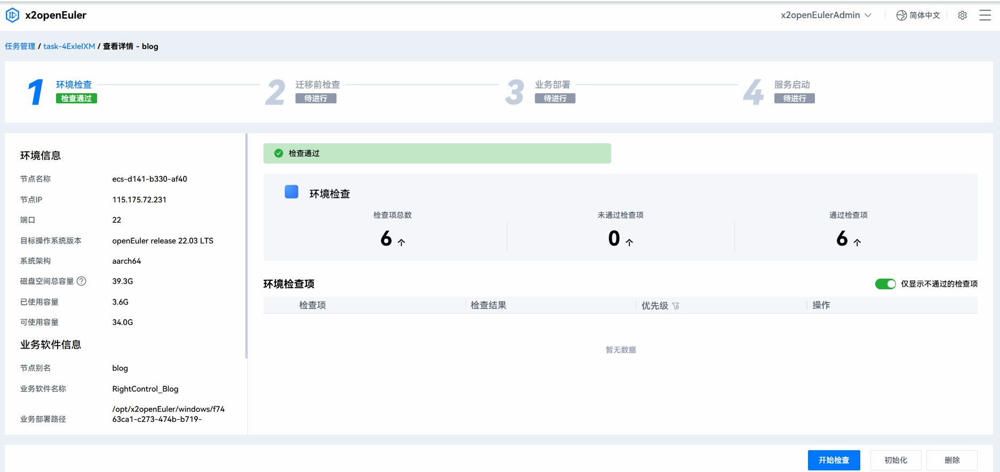 x2openEuler
x2openEulerAdmin
简体中文
任务管理 / task-4ExleIXM / 查看详情 - blog
1 环境检查
检查通过
2 迁移前检查
待进行
3 业务部署
待进行
4 服务启动
待进行
环境信息
节点名称 ecs-d141-b330-af40
节点IP 115.175.72.231
端口 22
目标操作系统版本 openEuler release 22.03 LTS
系统架构 aarch64
磁盘空间总容量 ? 39.3G
已使用容量 3.6G
可使用容量 34.0G
业务软件信息
节点别名 blog
业务软件名称 RightControl_Blog
业务部署路径 /opt/x2openEuler/windows/f74
63ca1-c273-474b-b719-
检查通过
环境检查
检查项总数 未通过检查项 通过检查项
6 个 0 个 6 个
环境检查项
仅显示不通过的检查项
检查项 检查结果 优先级 操作
暂无数据
开始检查 初始化 删除